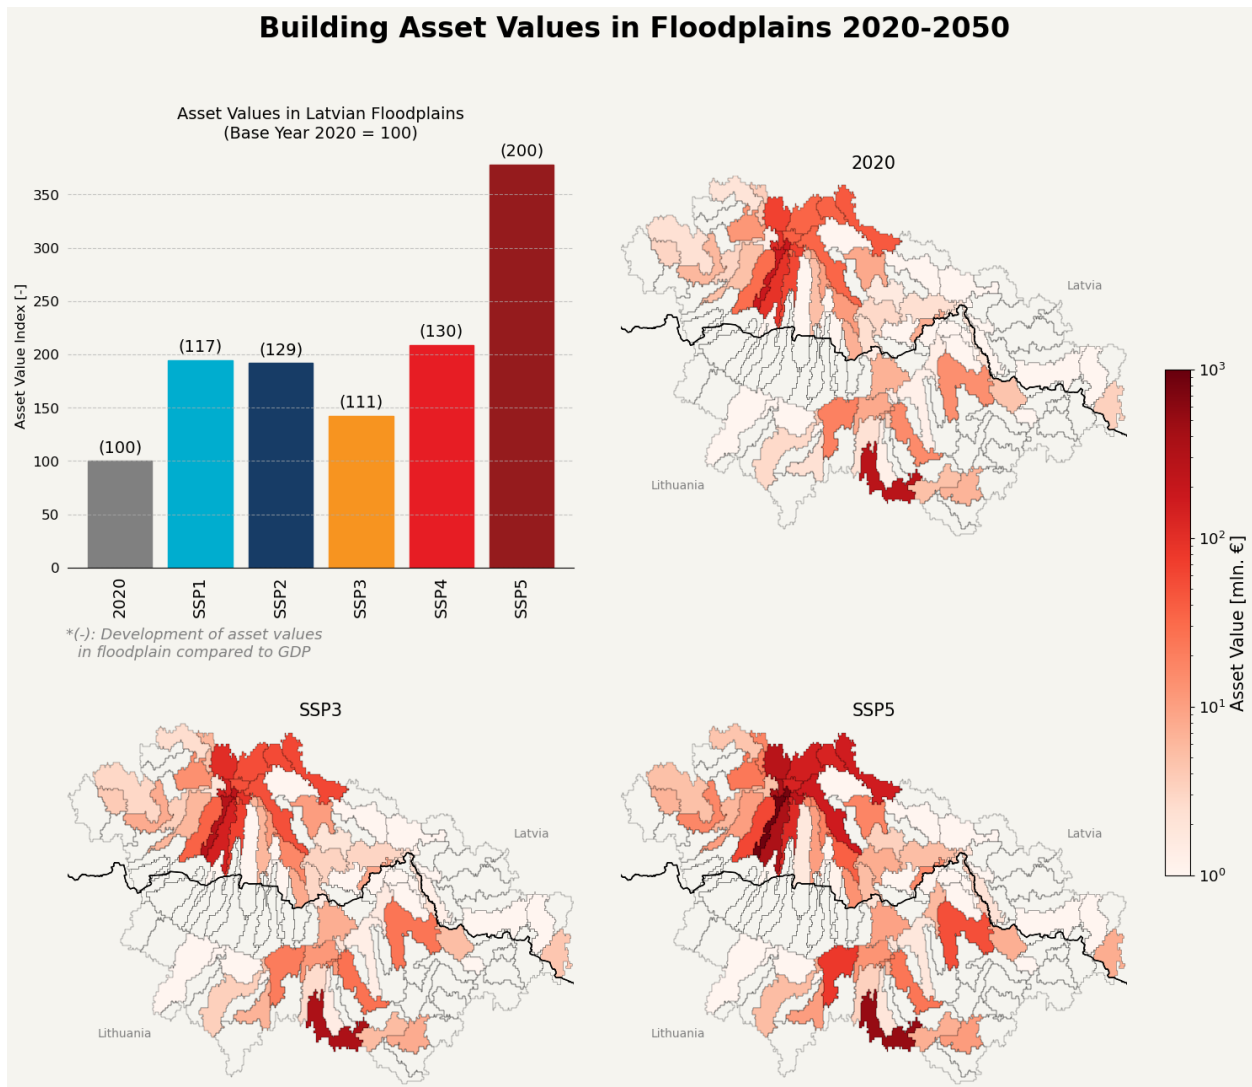 Building Asset Values in Floodplains 2020-2050
Asset Values in Latvian Floodplains
(Base Year 2020 = 100)
Asset Value Index [-]
350
300
250
200
150
100
50
0
(100)
(117)
(129)
(111)
(130)
(200)
2020
SSP1
SSP2
SSP3
SSP4
SSP5
*(-): Development of asset values
in floodplain compared to GDP
2020
Latvia
Lithuania
10³
10²
10¹
10⁰
Asset Value [mln. €]
SSP3
Latvia
Lithuania
SSP5
Latvia
Lithuania